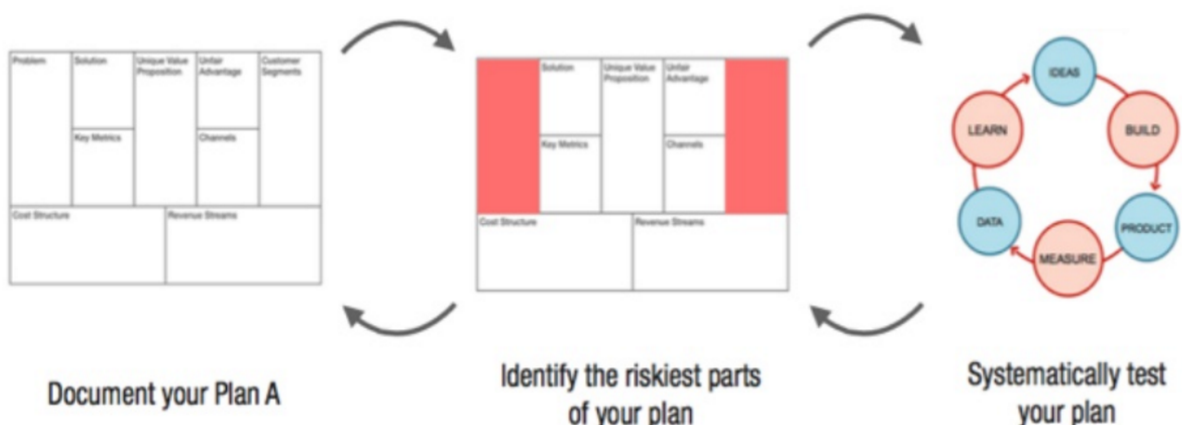 Problem
Solution
Unique Value
Proposition
Unfair
Advantage
Customer
Segments
Key Metrics
Channels
Cost Structure
Revenue Streams
Document your Plan A
Solution
Unique Value
Proposition
Unfair
Advantage
Key Metrics
Channels
Cost Structure
Revenue Streams
Identify the riskiest parts
of your plan
IDEAS
BUILD
PRODUCT
MEASURE
DATA
LEARN
Systematically test
your plan